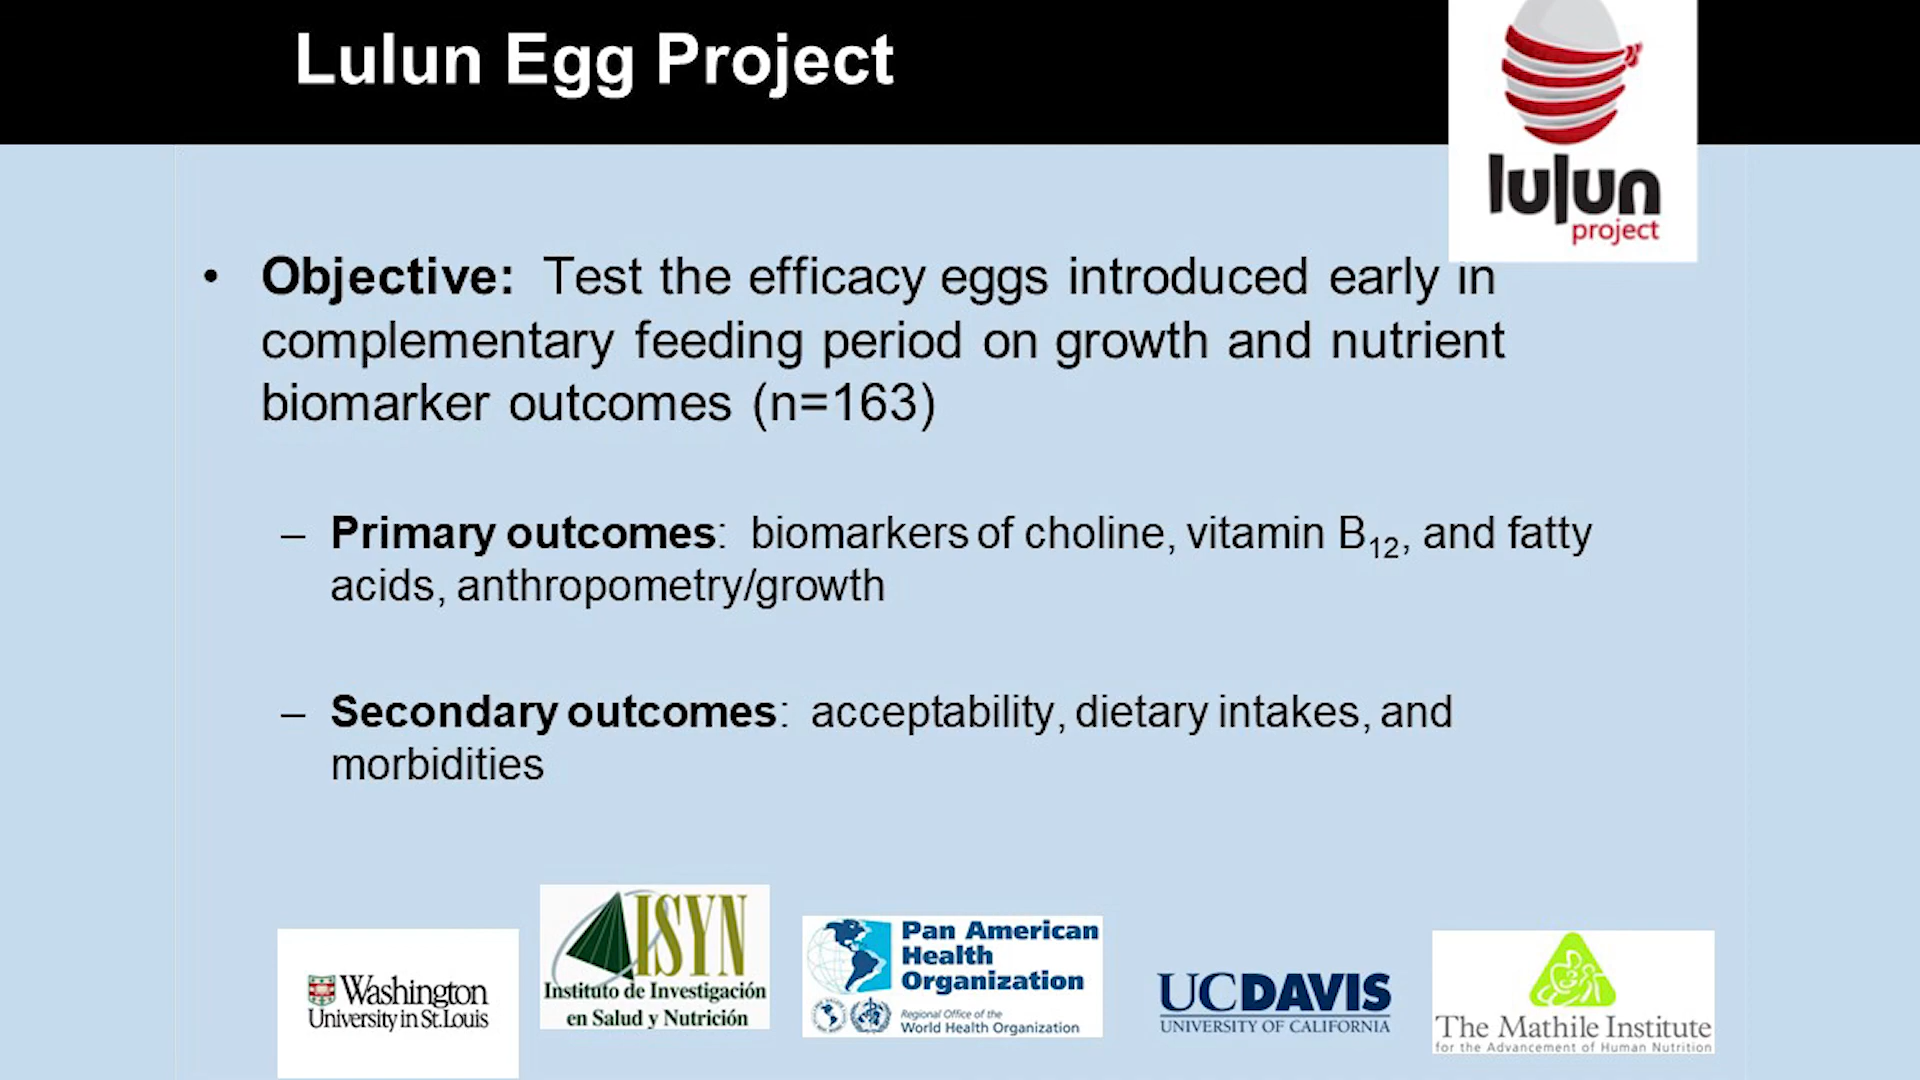 Lulun Egg Project
lulun
project
• Objective: Test the efficacy eggs introduced early in
complementary feeding period on growth and nutrient
biomarker outcomes (n=163)
– Primary outcomes: biomarkers of choline, vitamin B12, and fatty
acids, anthropometry/growth
– Secondary outcomes: acceptability, dietary intakes, and
morbidities
Washington
University in St. Louis
ISYN
Instituto de Investigación
en Salud y Nutrición
Pan American
Health
Organization
Regional Office of the
World Health Organization
UCDAVIS
UNIVERSITY OF CALIFORNIA
The Mathile Institute
for the Advancement of Human Nutrition